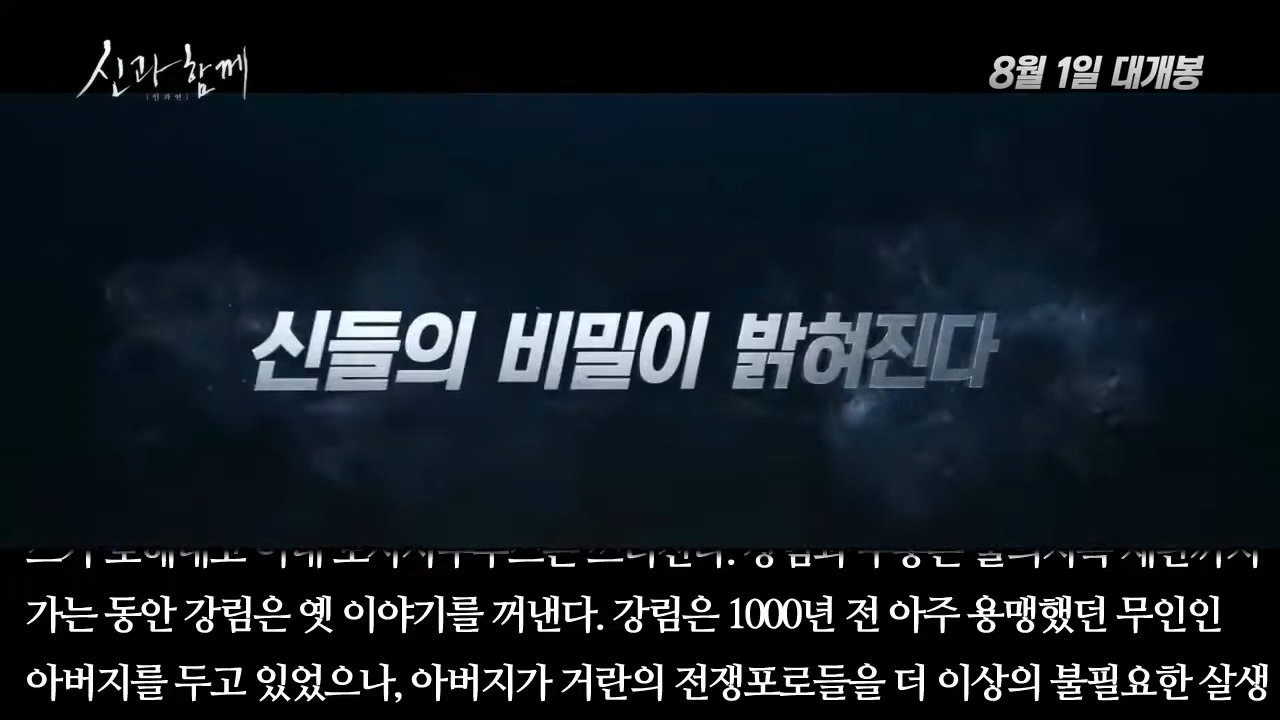 신과함께
인과연
8월 1일 대개봉
신들의 비밀이 밝혀진다
가는 동안 강림은 옛 이야기를 꺼낸다. 강림은 1000년 전 아주 용맹했던 무인인
아버지를 두고 있었으나, 아버지가 거란의 전쟁포로들을 더 이상의 불필요한 살생